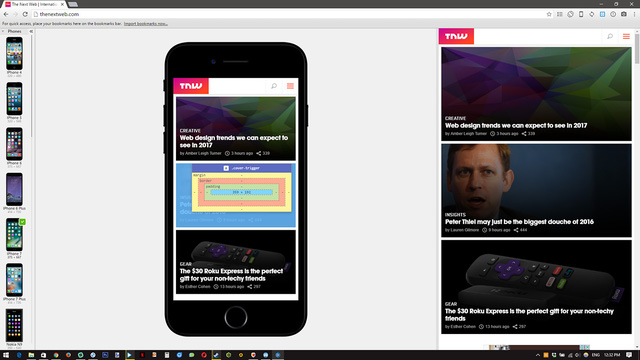 The Next Web | Internati
thenextweb.com
For quick access, place your bookmarks here on the bookmarks bar. Import bookmarks now...
Phones
iPhone 4
iPhone 5
iPhone 6
iPhone 6 Plus
iPhone 7
iPhone 7 Plus
Nokia N9
TNW
CREATIVE
Web design trends we can expect to
see in 2017
by Amber Leigh Turner 3 hours ago 330
.cover-trigger
margin
border
padding
GEAR
The $30 Roku Express is the perfect
gift for your non-techy friends
by Esther Cohen 13 hours ago 297
TNW
CREATIVE
Web design trends we can expect to see in 2017
by Amber Leigh Turner 3 hours ago 330
INSIGHTS
Peter Thiel may just be the biggest douche of 2016
by Lauren Gilmore 9 hours ago 444
GEAR
The $30 Roku Express is the perfect gift for your non-techy
friends
by Esther Cohen 13 hours ago 297
ENG 12:32 PM